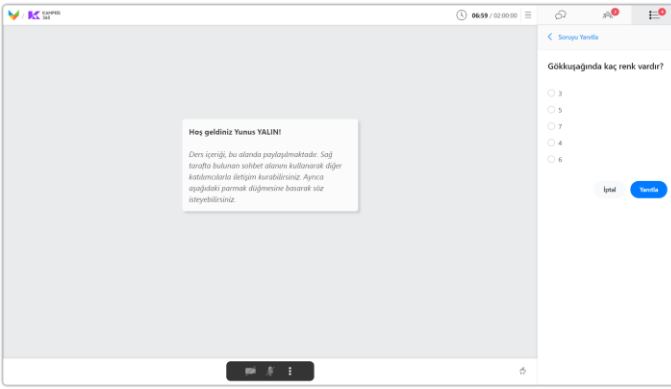 KAMPÜS
365
06:59 / 02:00:00
Soruyu Yanıtla
Gökkuşağında kaç renk vardır?
3
5
7
4
6
İptal
Yanıtla
Hoş geldiniz Yunus YALIN!
Ders içeriği, bu alanda paylaşılmaktadır. Sağ
tarafta bulunan sohbet alanını kullanarak diğer
katılımcılarla iletişim kurabilirsiniz. Ayrıca
aşağıdaki parmak düğmesine basarak söz
isteyebilirsiniz.